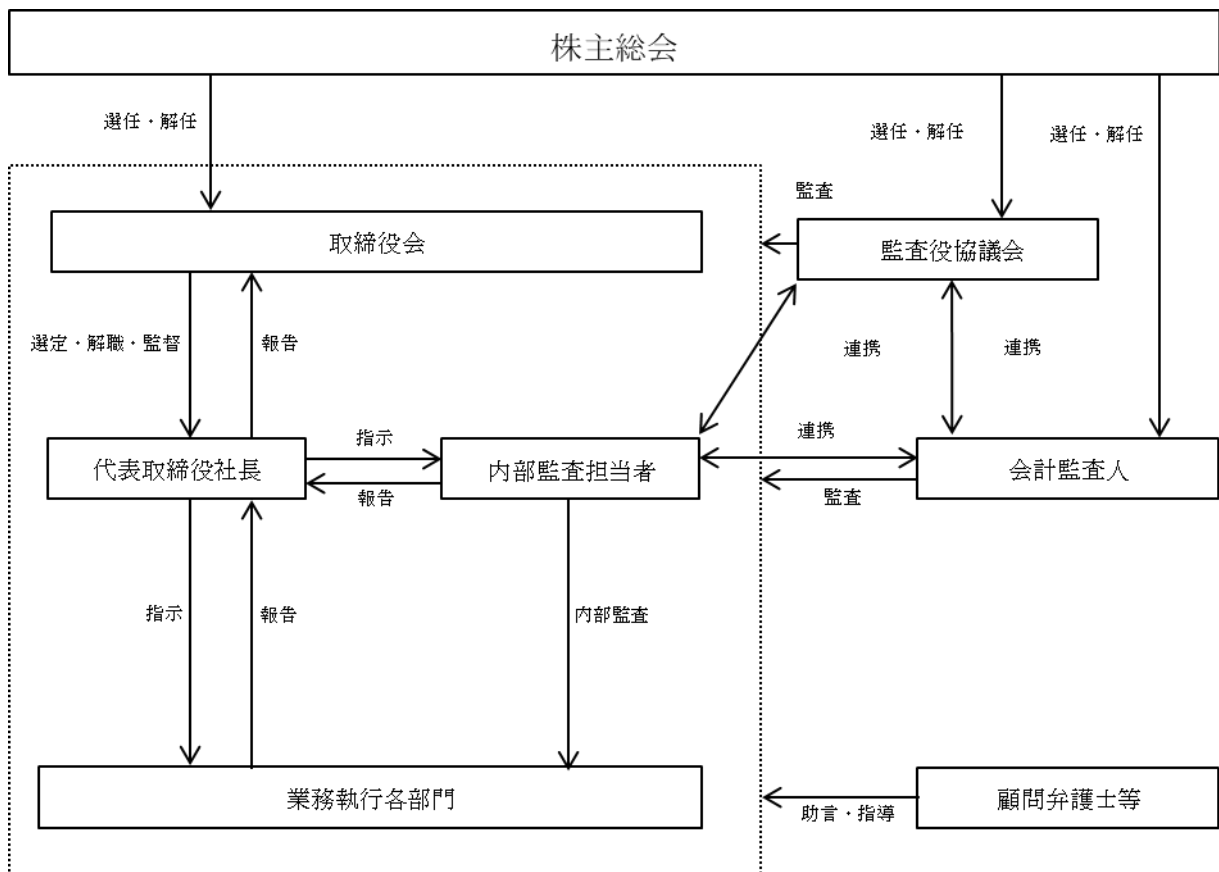 株主総会
選任・解任
選任・解任
選任・解任
監査
取締役会
監査役協議会
選定・解職・監督
報告
連携
連携
代表取締役社長
指示
報告
内部監査担当者
連携
監査
会計監査人
指示
報告
内部監査
業務執行各部門
助言・指導
顧問弁護士等